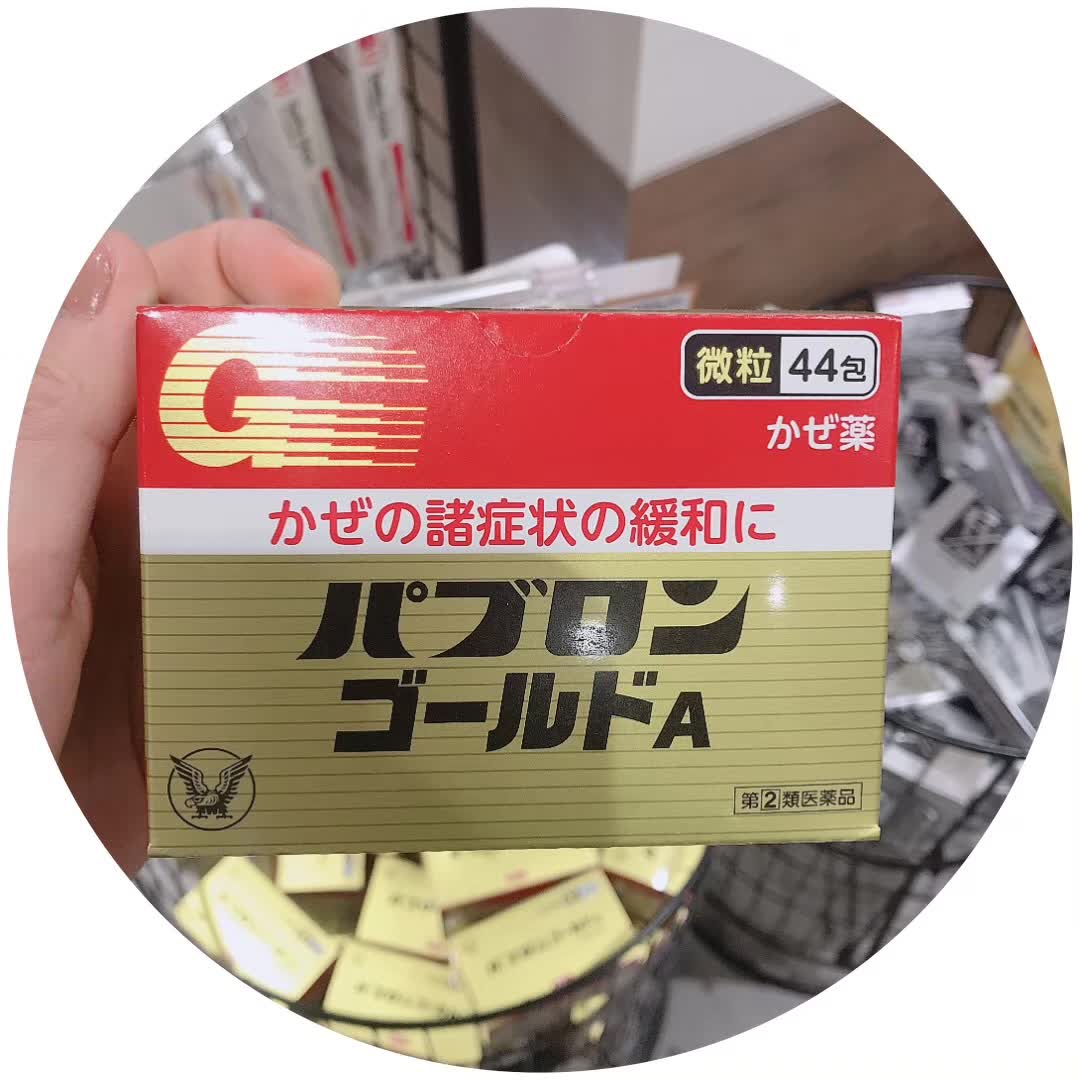 G
微粒 44包
かぜ薬
かぜの諸症状の緩和に
パブロン
ゴールドA
第2類医薬品